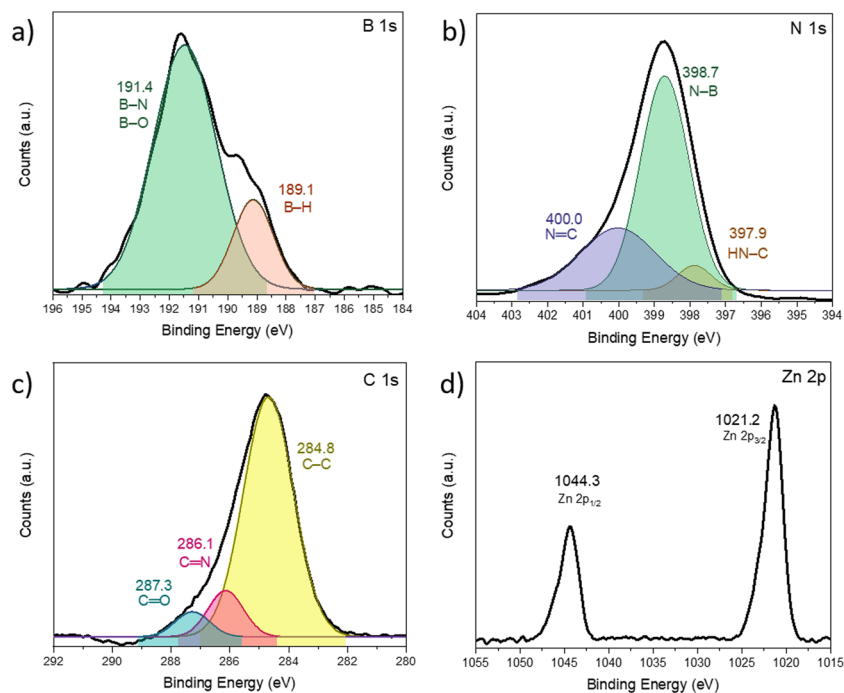 a)
B 1s
191.4
B–N
B–O
189.1
B–H
Counts (a.u.)
196 195 194 193 192 191 190 189 188 187 186 185 184
Binding Energy (eV)
b)
N 1s
398.7
N–B
400.0
N=C
397.9
HN–C
Counts (a.u.)
404 403 402 401 400 399 398 397 396 395 394
Binding Energy (eV)
c)
C 1s
284.8
C–C
286.1
C=N
287.3
C=O
Counts (a.u.)
292 290 288 286 284 282 280
Binding Energy (eV)
d)
Zn 2p
1021.2
Zn 2p3/2
1044.3
Zn 2p1/2
Counts (a.u.)
1055 1050 1045 1040 1035 1030 1025 1020 1015
Binding Energy (eV)